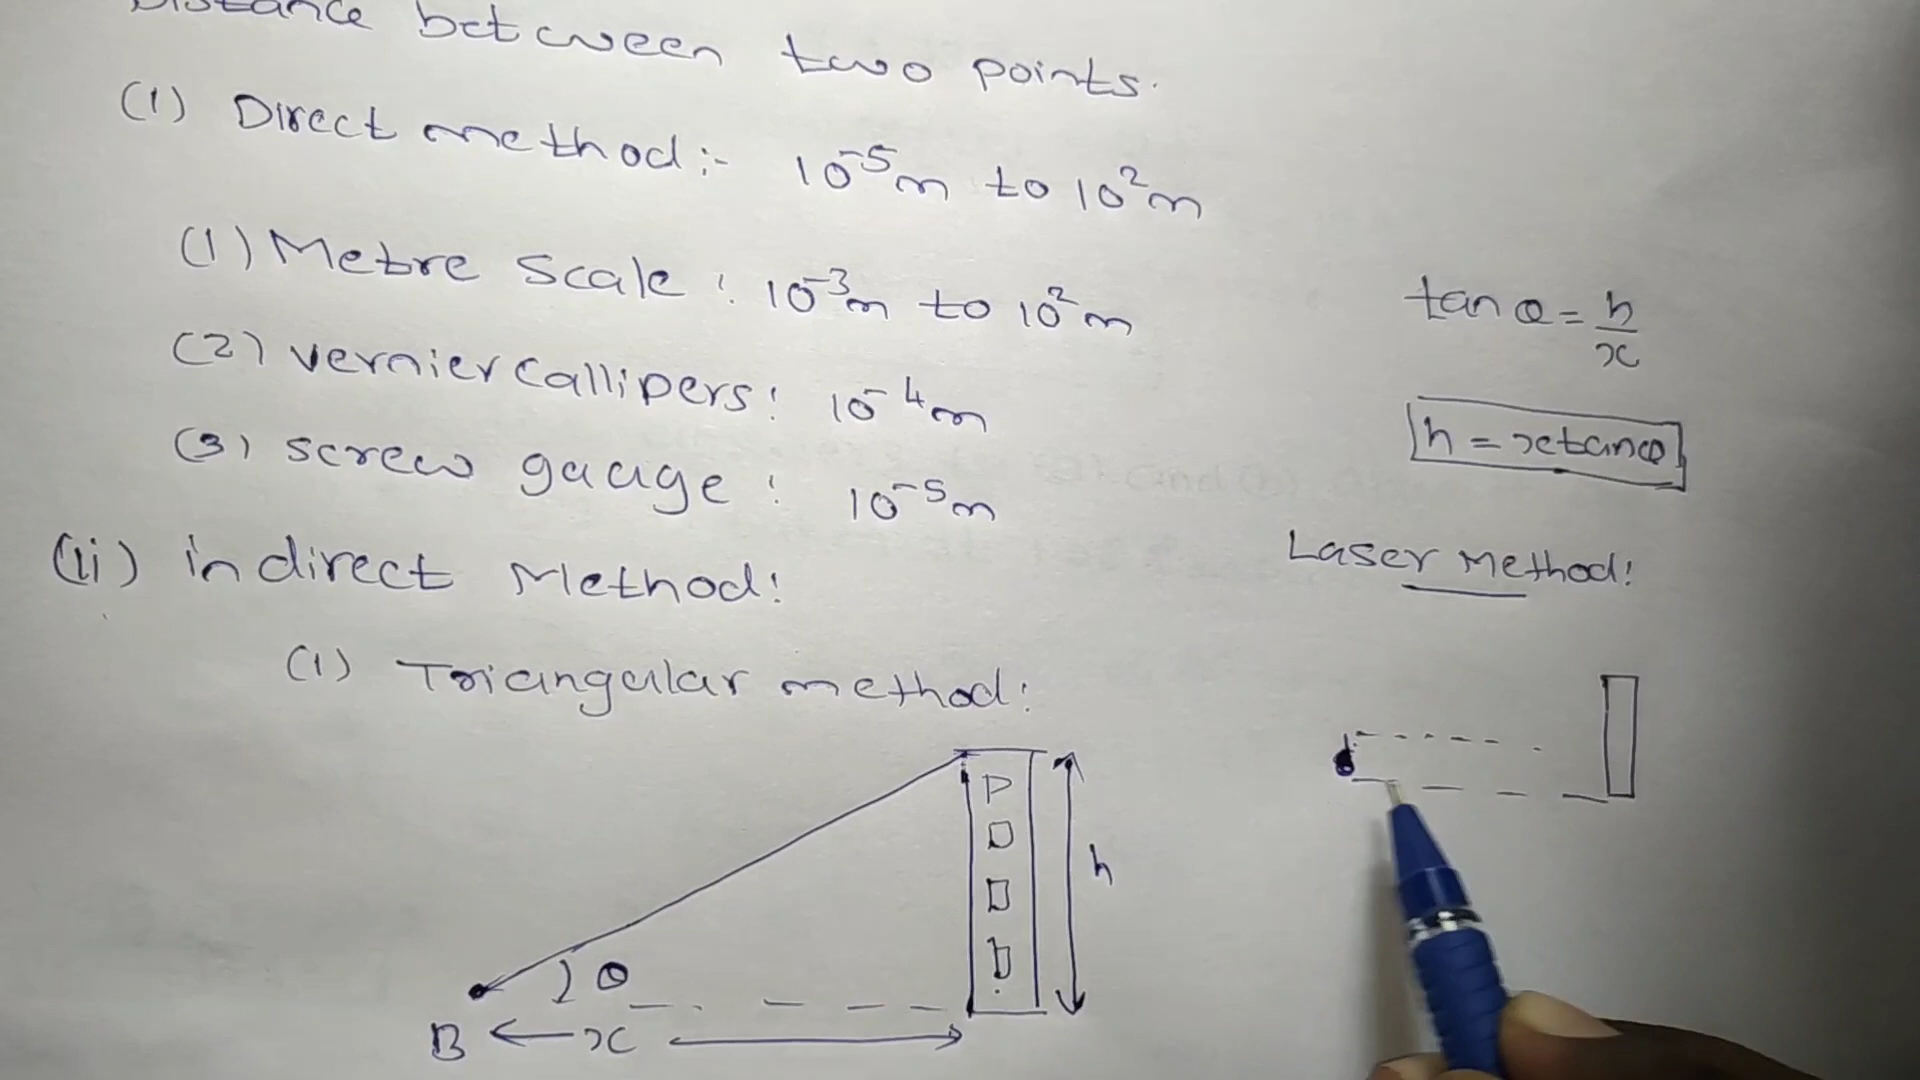 Distance between two points.
(1) Direct method :- 10⁻⁵m to 10²m
(1) Metre Scale : 10⁻³m to 10²m
(2) vernier Callipers : 10⁻⁴m
(3) screw gauge : 10⁻⁵m
(ii) indirect Method :
(1) Triangular method :
h
θ
B
x
tan θ = h/x
h = x tanθ
Laser Method :